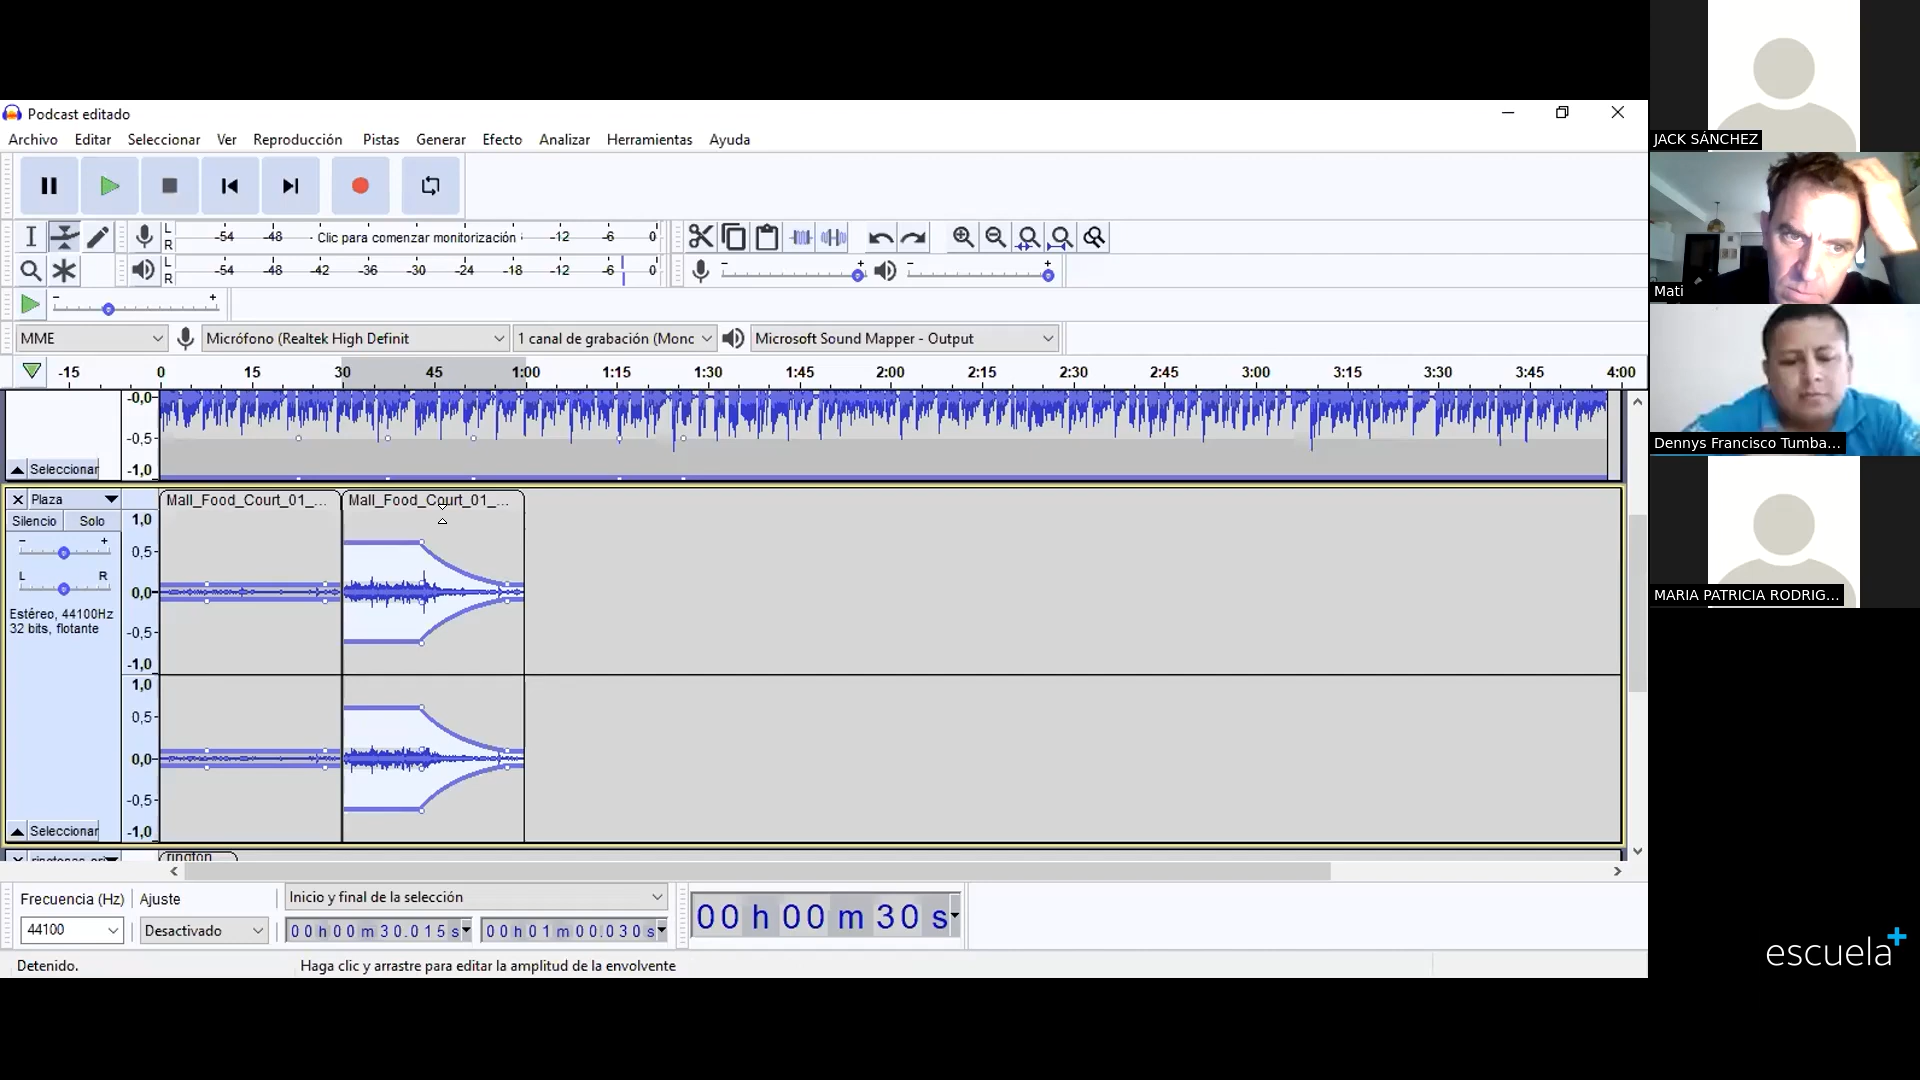 Podcast editado
Archivo Editar Seleccionar Ver Reproducción Pistas Generar Efecto Analizar Herramientas Ayuda
L
R
-54 -48 Clic para comenzar monitorización -12 -6 0
L
R
-54 -48 -42 -36 -30 -24 -18 -12 -6 0
MME Micrófono (Realtek High Definit 1 canal de grabación (Monc Microsoft Sound Mapper - Output
-15 0 15 30 45 1:00 1:15 1:30 1:45 2:00 2:15 2:30 2:45 3:00 3:15 3:30 3:45 4:00
-0,0
-0,5
-1,0
Seleccionar
Plaza
Silencio Solo
L R
Estéreo, 44100Hz
32 bits, flotante
Seleccionar
1,0
0,5
0,0
-0,5
-1,0
1,0
0,5
0,0
-0,5
-1,0
Mall_Food_Court_01_... Mall_Food_Court_01_...
rington
Frecuencia (Hz) Ajuste Inicio y final de la selección
44100 Desactivado 00 h 00 m 30.015 s 00 h 01 m 00.030 s
00 h 00 m 30 s
Detenido. Haga clic y arrastre para editar la amplitud de la envolvente
JACK SÁNCHEZ
Mati
Dennys Francisco Tumba...
MARIA PATRICIA RODRIG...
escuela+